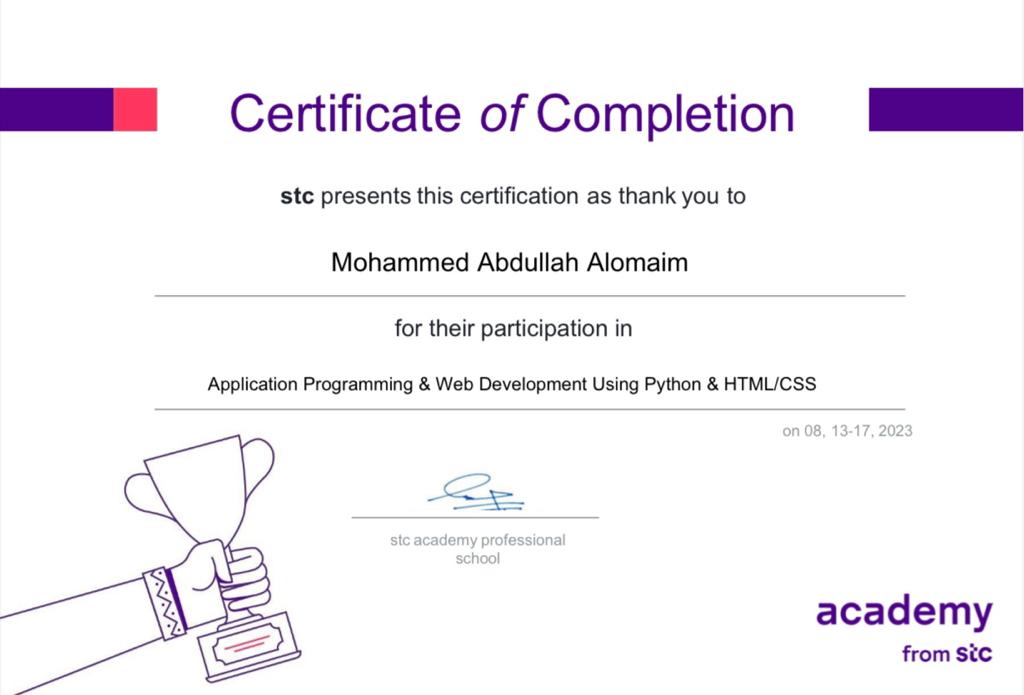 Certificate of Completion
stc presents this certification as thank you to
Mohammed Abdullah Alomaim
for their participation in
Application Programming & Web Development Using Python & HTML/CSS
on 08, 13-17, 2023
stc academy professional
school
academy
from stc